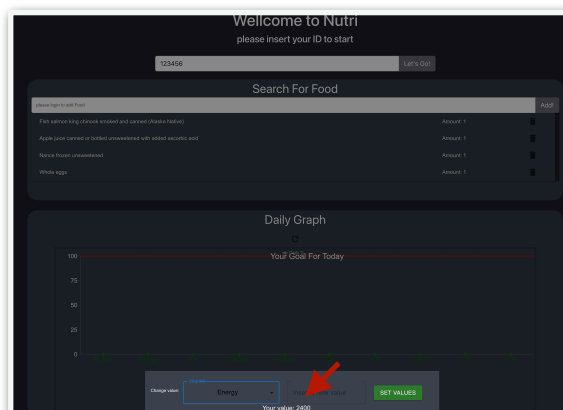 Wellcome to Nutri
please insert your ID to start
123456 Let's Go!
Search For Food
please login to add Food Add!
Fish salmon king chinook smoked and canned (Alaska Native) Amount: 1
Apple juice canned or bottled unsweetened with added ascorbic acid Amount: 1
Nance frozen unsweetened Amount: 1
Whole eggs Amount: 1
Daily Graph
Your Goal For Today
100
75
50
25
0
Change value: Energy value SET VALUES
Your value: 2400